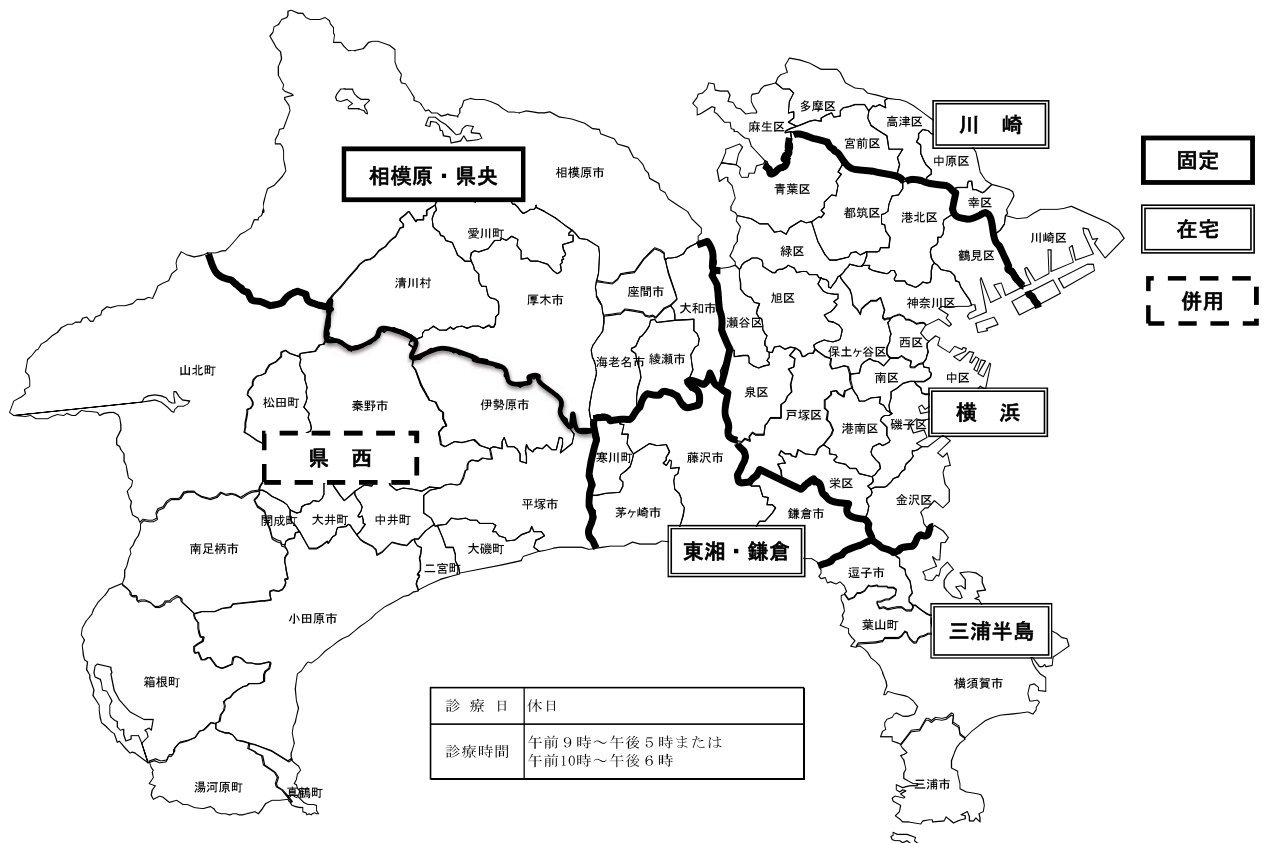 多摩区
麻生区
高津区
川　崎
宮前区
中原区
固定
相模原・県央
相模原市
青葉区
幸区
都筑区
港北区
在宅
愛川町
川崎区
緑区
鶴見区
清川村
座間市
厚木市
旭区
併用
大和市
神奈川区
瀬谷区
西区
保土ヶ谷区
海老名市
綾瀬市
山北町
南区
中区
泉区
松田町
秦野市
伊勢原市
戸塚区
横　浜
港南区
磯子区
県　西
寒川町
藤沢市
栄区
金沢区
平塚市
茅ヶ崎市
鎌倉市
開成町
大井町
中井町
南足柄市
大磯町
東湘・鎌倉
二宮町
逗子市
小田原市
葉山町
三浦半島
箱根町
横須賀市
診 療 日
休日
診療時間
午前９時～午後５時または
午前10時～午後６時
湯河原町
真鶴町
三浦市